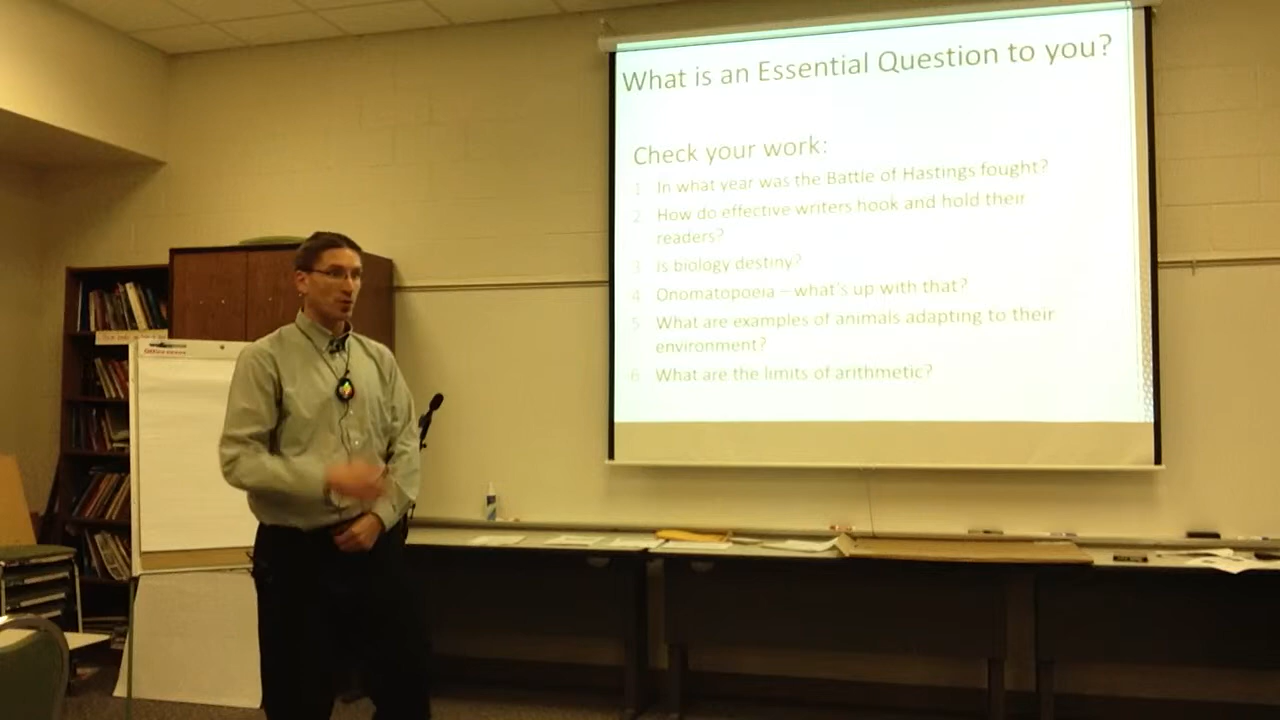 What is an Essential Question to you?
Check your work:
1 In what year was the Battle of Hastings fought?
2 How do effective writers hook and hold their
readers?
3 Is biology destiny?
4 Onomatopoeia – what's up with that?
5 What are examples of animals adapting to their
environment?
6 What are the limits of arithmetic?